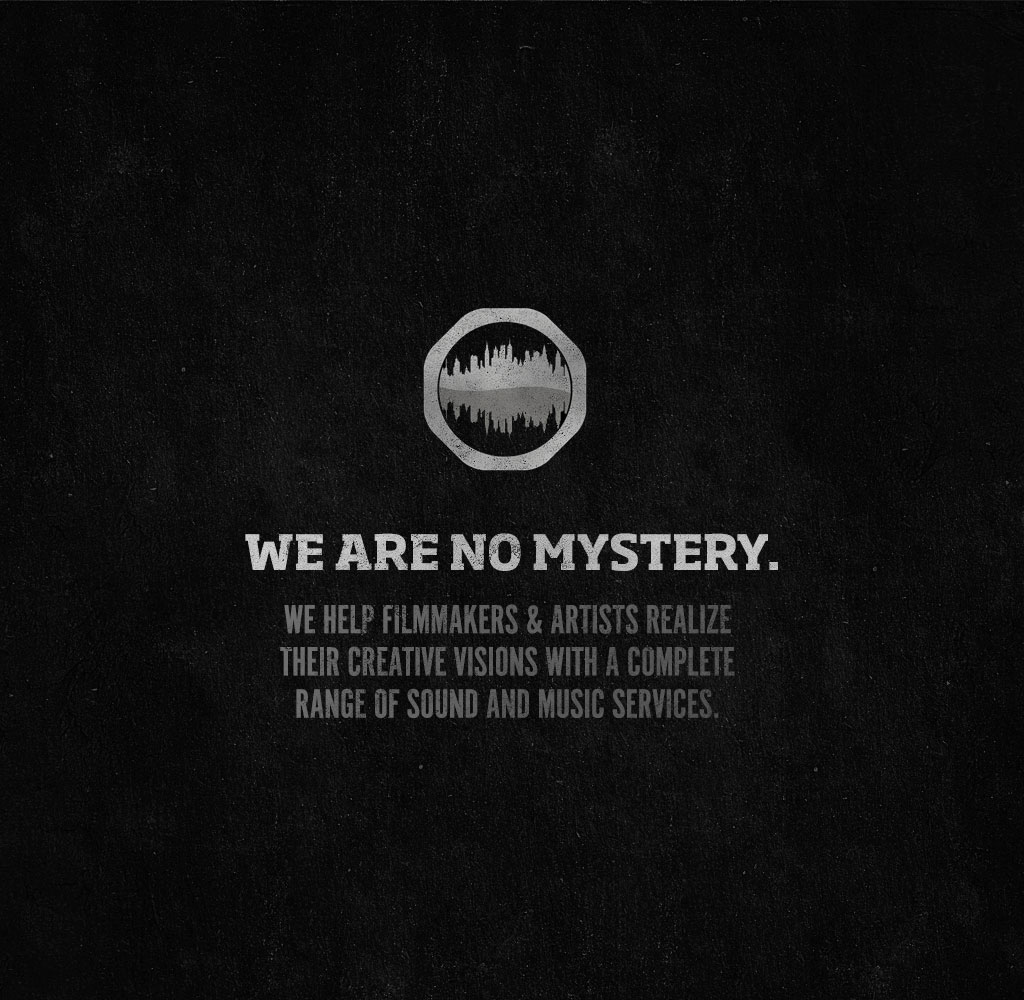 WE ARE NO MYSTERY.
WE HELP FILMMAKERS & ARTISTS REALIZE
THEIR CREATIVE VISIONS WITH A COMPLETE
RANGE OF SOUND AND MUSIC SERVICES.